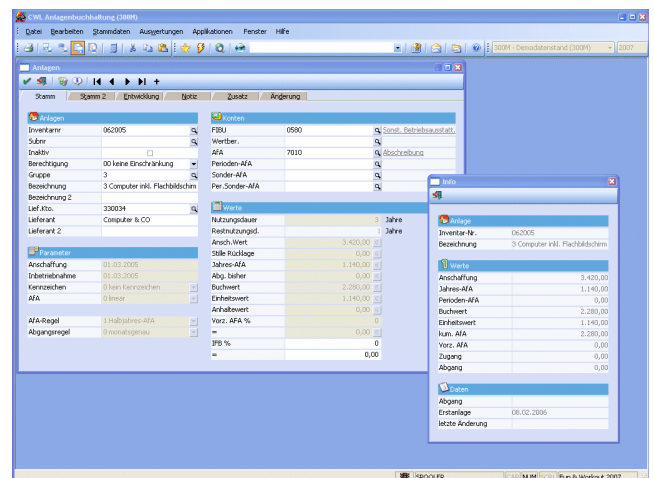 CWL Anlagenbuchhaltung (300M)
Datei Bearbeiten Stammdaten Auswertungen Applikationen Fenster Hilfe
300M - Demodatenstand (300M) 2007
Anlagen
Stamm Stamm 2 Entwicklung Notiz Zusatz Änderung
Anlagen
Inventarnr 062005
Subnr
Inaktiv
Berechtigung 00 keine Einschränkung
Gruppe 3
Bezeichnung 3 Computer inkl. Flachbildschirm
Bezeichnung 2
Lief.Kto. 330034
Lieferant Computer & CO
Lieferant 2
Parameter
Anschaffung 01.03.2005
Inbetriebnahme 01.03.2005
Kennzeichen 0 kein Kennzeichen
AfA 0 linear
AfA-Regel 1 Halbjahres-AfA
Abgangsregel 0 monatsgenau
Konten
FIBU 0580 Sonst. Betriebsausstatt.
Wertber.
AfA 7010 Abschreibung
Perioden-AfA
Sonder-AfA
Per.Sonder-AfA
Werte
Nutzungsdauer 3 Jahre
Restnutzungsd. 1 Jahre
Ansch.Wert 3.420,00
Stille Rücklage 0,00
Jahres-AfA 1.140,00
Abg. bisher 0,00
Buchwert 2.280,00
Einheitswert 1.140,00
Anhaltewert 0,00
Vorz. AFA % 0
= 0,00
IFB % 0
= 0,00
Info
Anlage
Inventar-Nr. 062005
Bezeichnung 3 Computer inkl. Flachbildschirm
Werte
Anschaffung 3.420,00
Jahres-AfA 1.140,00
Perioden-AfA 0,00
Buchwert 2.280,00
Einheitswert 1.140,00
kum. AfA 2.280,00
Vorz. AfA 0,00
Zugang 0,00
Abgang 0,00
Daten
Abgang
Erstanlage 08.02.2006
letzte Änderung
SPOOLER CAP NUM SCRL Fun & Workout 2007